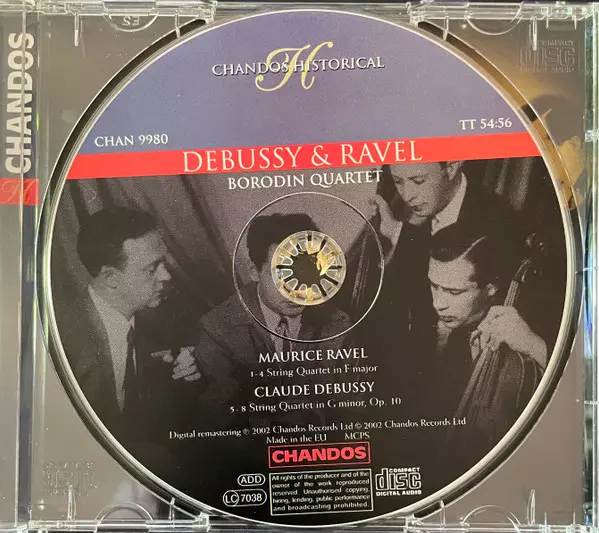 CHANDOS
H
CHANDOS HISTORICAL
H
CHAN 9980
TT 54:56
DEBUSSY & RAVEL
BORODIN QUARTET
MAURICE RAVEL
1-4 String Quartet in F major
CLAUDE DEBUSSY
5-8 String Quartet in G minor, Op. 10
Digital remastering ℗ 2002 Chandos Records Ltd © 2002 Chandos Records Ltd
Made in the EU MCPS
CHANDOS
ADD
LC 7038
All rights of the producer and of the
owner of the work reproduced
reserved. Unauthorised copying,
hiring, lending, public performance
and broadcasting prohibited.
COMPACT
disc
DIGITAL AUDIO